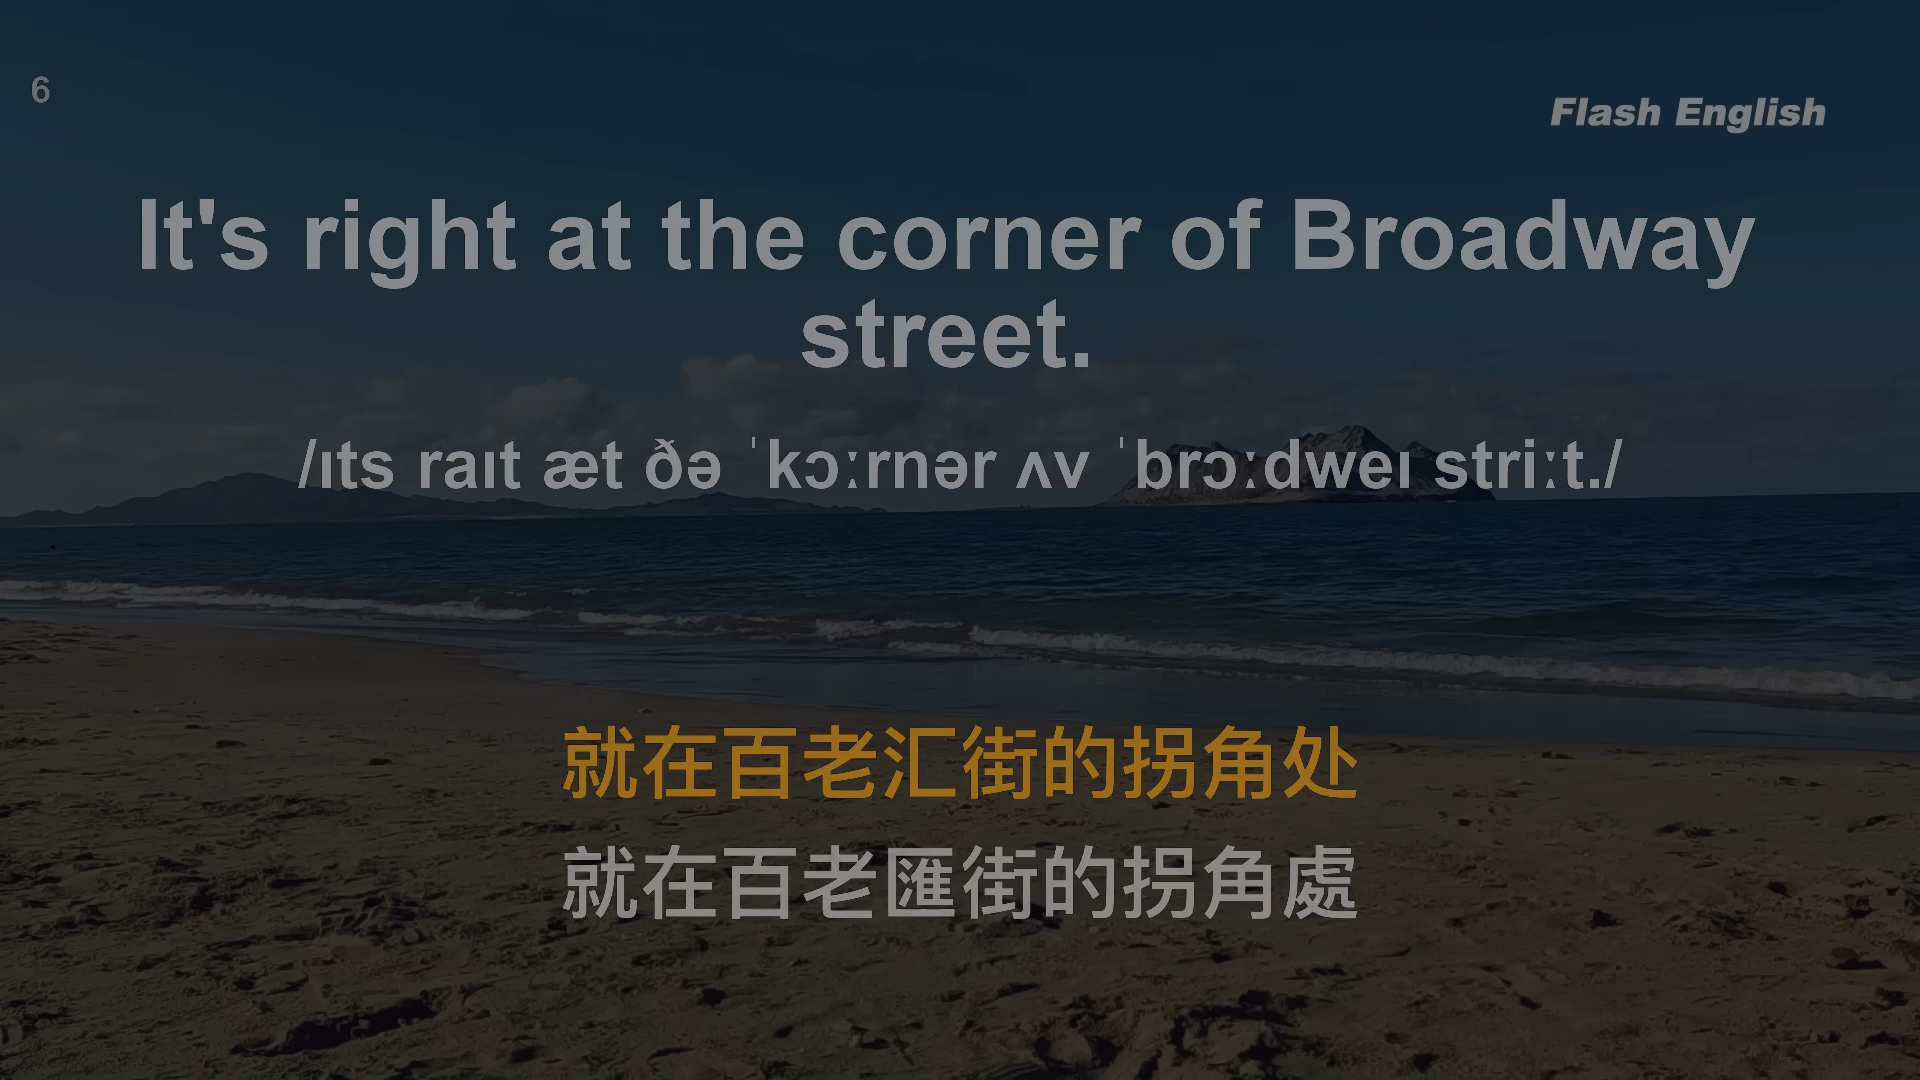 6
Flash English
It's right at the corner of Broadway
street.
/ɪts raɪt æt ðə ˈkɔːrnər ʌv ˈbrɔːdweɪ striːt./
就在百老汇街的拐角处
就在百老匯街的拐角處